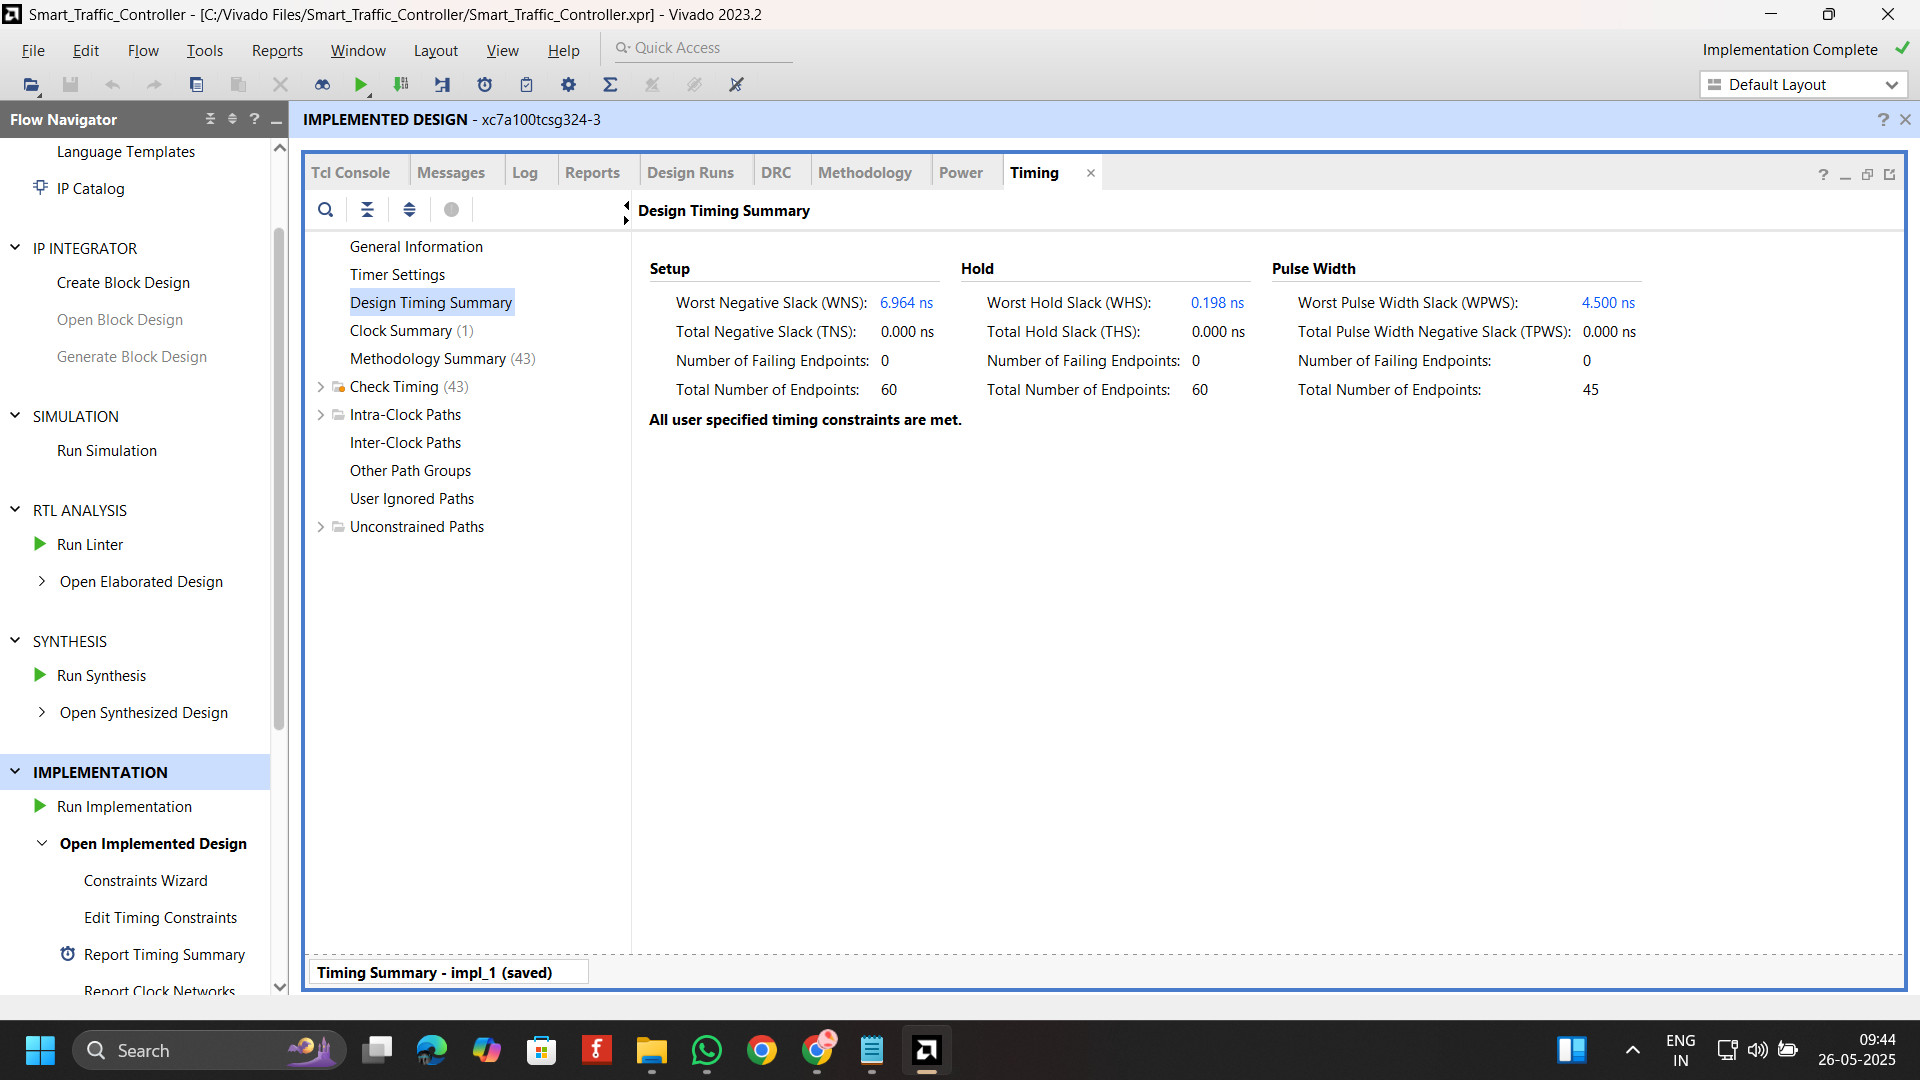 Smart_Traffic_Controller - [C:/Vivado Files/Smart_Traffic_Controller/Smart_Traffic_Controller.xpr] - Vivado 2023.2
File Edit Flow Tools Reports Window Layout View Help Quick Access
Implementation Complete
Default Layout
Flow Navigator
Language Templates
IP Catalog
IP INTEGRATOR
Create Block Design
Open Block Design
Generate Block Design
SIMULATION
Run Simulation
RTL ANALYSIS
Run Linter
Open Elaborated Design
SYNTHESIS
Run Synthesis
Open Synthesized Design
IMPLEMENTATION
Run Implementation
Open Implemented Design
Constraints Wizard
Edit Timing Constraints
Report Timing Summary
Report Clock Networks
IMPLEMENTED DESIGN - xc7a100tcsg324-3
Tcl Console Messages Log Reports Design Runs DRC Methodology Power Timing
General Information
Timer Settings
Design Timing Summary
Clock Summary (1)
Methodology Summary (43)
Check Timing (43)
Intra-Clock Paths
Inter-Clock Paths
Other Path Groups
User Ignored Paths
Unconstrained Paths
Design Timing Summary
Setup Hold Pulse Width
Worst Negative Slack (WNS): 6.964 ns Worst Hold Slack (WHS): 0.198 ns Worst Pulse Width Slack (WPWS): 4.500 ns
Total Negative Slack (TNS): 0.000 ns Total Hold Slack (THS): 0.000 ns Total Pulse Width Negative Slack (TPWS): 0.000 ns
Number of Failing Endpoints: 0 Number of Failing Endpoints: 0 Number of Failing Endpoints: 0
Total Number of Endpoints: 60 Total Number of Endpoints: 60 Total Number of Endpoints: 45
All user specified timing constraints are met.
Timing Summary - impl_1 (saved)
Search
ENG
IN
09:44
26-05-2025